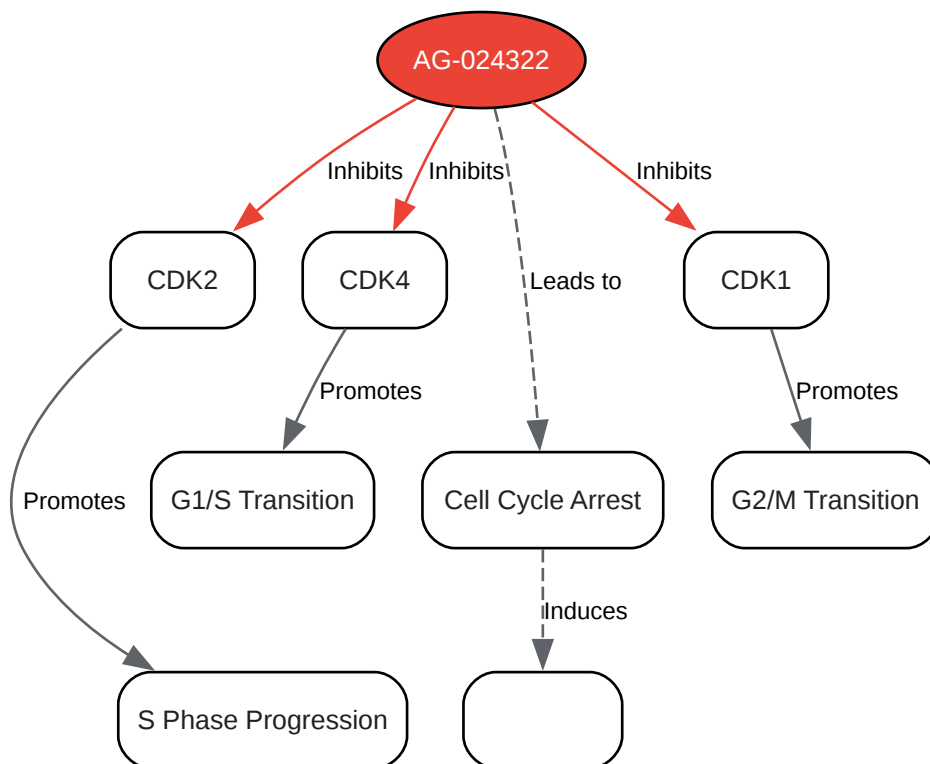 AG-024322
Inhibits
Inhibits
Inhibits
CDK2
CDK4
Leads to
CDK1
Promotes
Promotes
Promotes
G1/S Transition
Cell Cycle Arrest
G2/M Transition
Induces
S Phase Progression